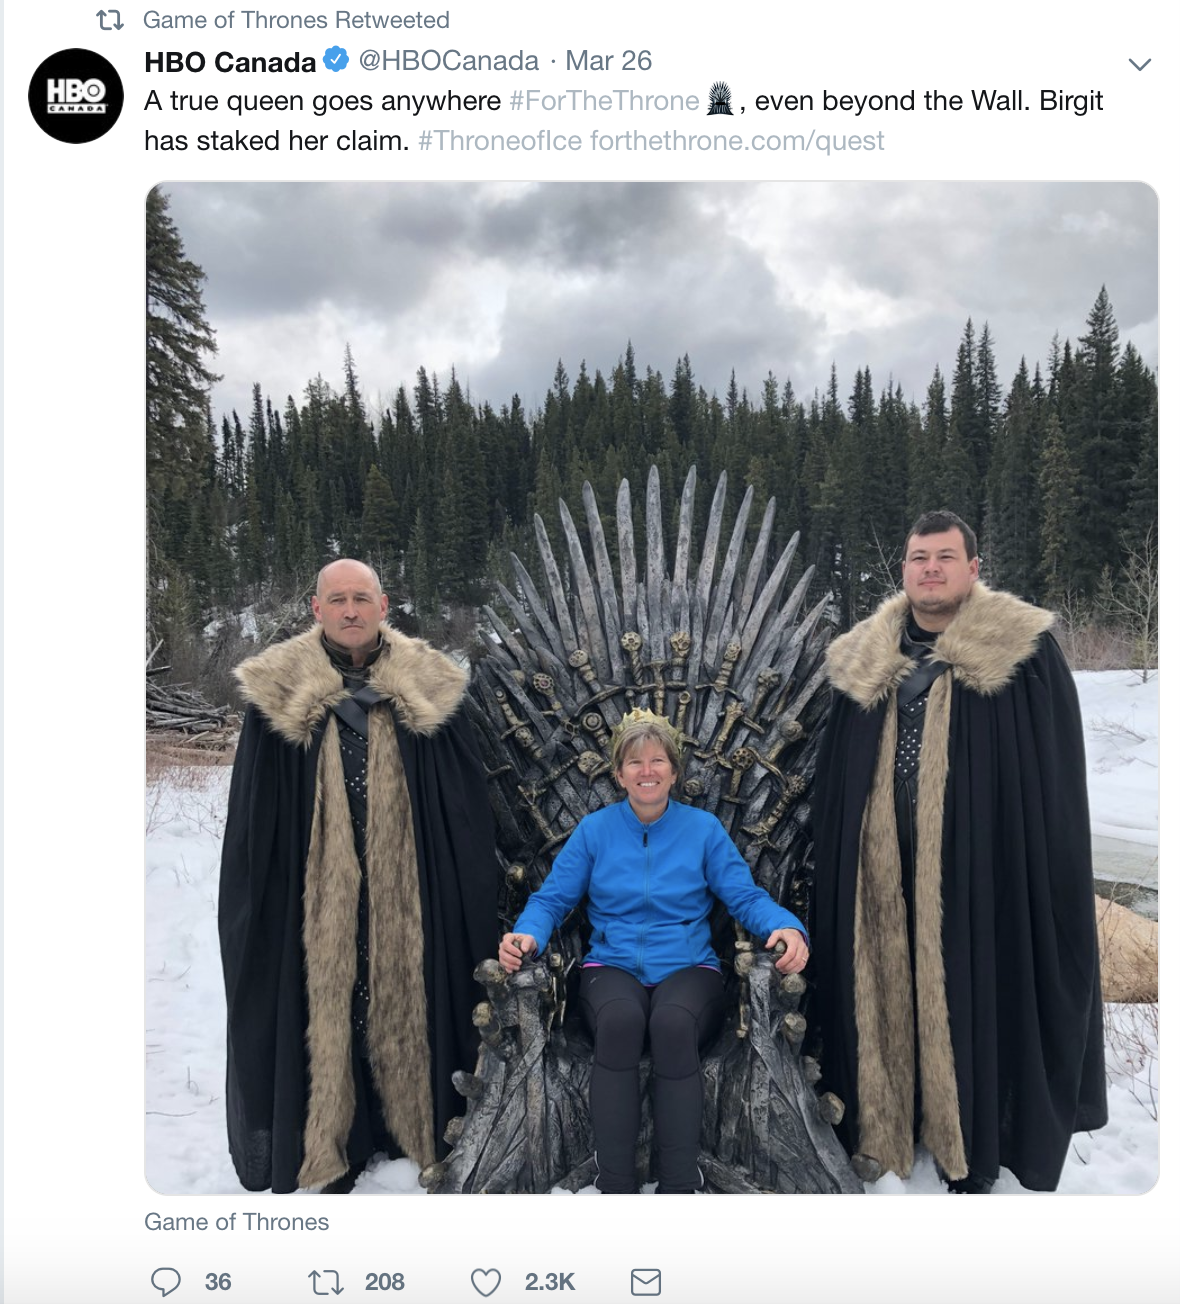 Game of Thrones Retweeted
HBO Canada @HBOCanada · Mar 26
HBO
CANADA
A true queen goes anywhere #ForTheThrone , even beyond the Wall. Birgit
has staked her claim. #ThroneofIce forthethrone.com/quest
Game of Thrones
36 208 2.3K